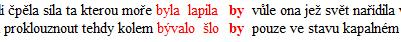 čpěla síla ta kterou moře byla lapila by vůle ona jež svět nařídila
proklouznout tehdy kolem bývalo šlo by pouze ve stavu kapalném